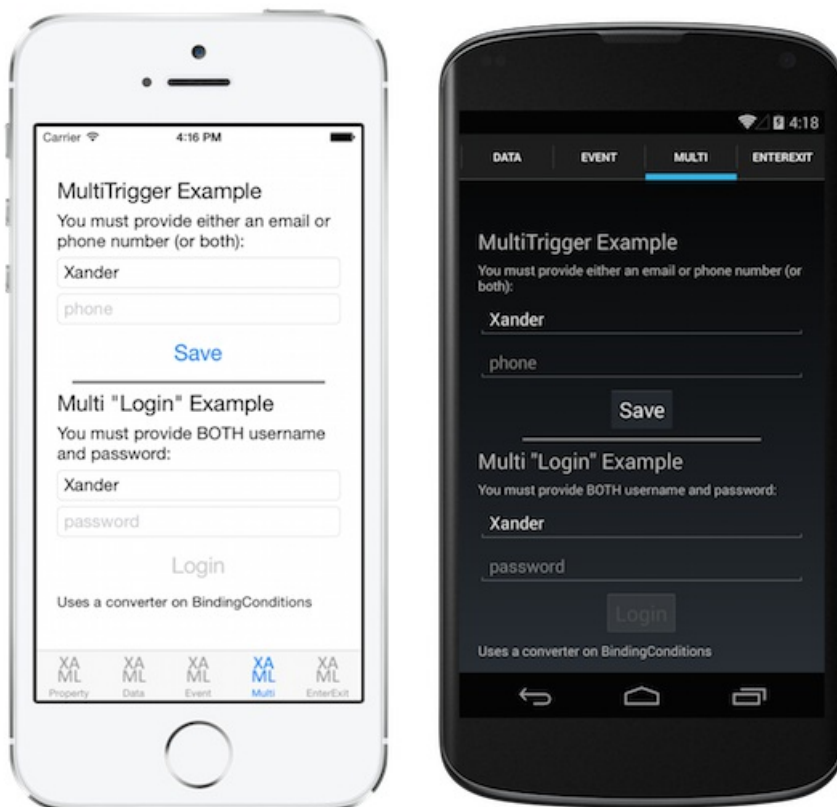 Carrier
4:16 PM
MultiTrigger Example
You must provide either an email or
phone number (or both):
Xander
phone
Save
Multi "Login" Example
You must provide BOTH username
and password:
Xander
password
Login
Uses a converter on BindingConditions
XA
ML
Property
XA
ML
Data
XA
ML
Event
XA
ML
Multi
XA
ML
EnterExit
4:18
DATA
EVENT
MULTI
ENTEREXIT
MultiTrigger Example
You must provide either an email or phone number (or
both):
Xander
phone
Save
Multi "Login" Example
You must provide BOTH username and password:
Xander
password
Login
Uses a converter on BindingConditions